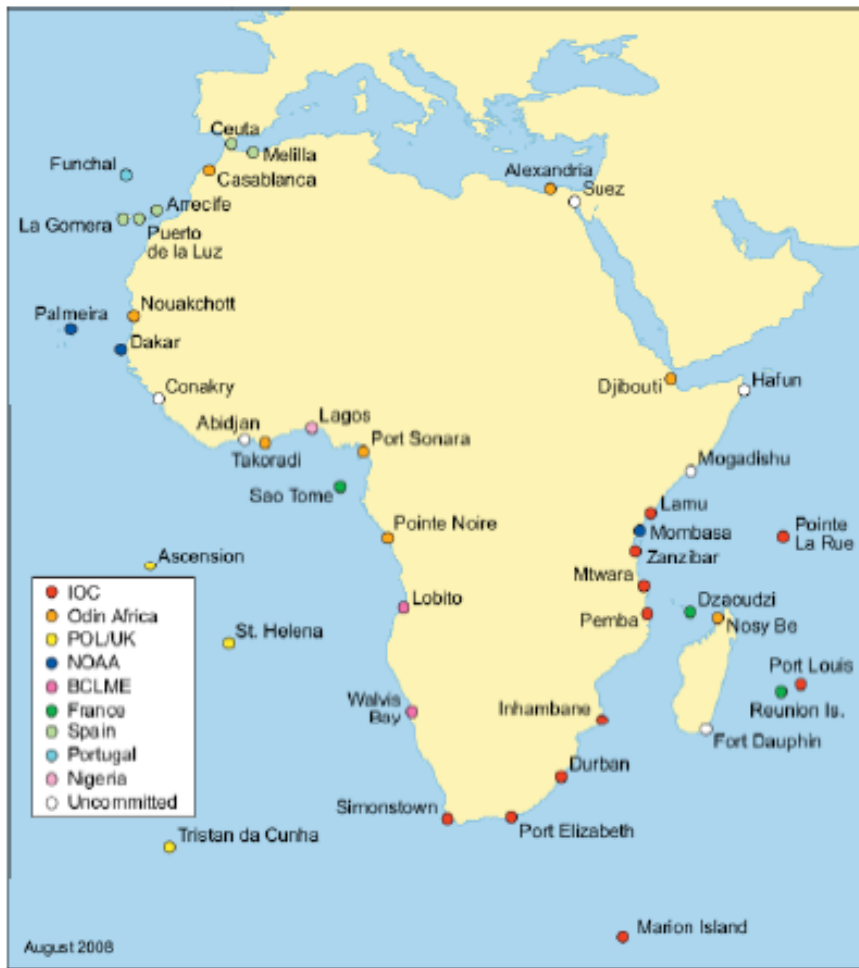 Ceuta
Melilla
Funchal
Casablanca
Alexandria
Suez
Arrecife
La Gomera
Puerto
de la Luz
Nouakchott
Palmeira
Dakar
Conakry
Djibouti
Hafun
Abidjan
Lagos
Takoradi
Port Sonara
Mogadishu
Sao Tome
Lamu
Pointe Noire
Mombasa
Pointe
La Rue
Zanzibar
Ascension
Mtwara
Dzaoudzi
Lobito
Pemba
Nosy Be
St. Helena
Port Louis
Walvis
Bay
Inhambane
Reunion Is.
Fort Dauphin
Durban
Simonstown
Port Elizabeth
Tristan da Cunha
Marion Island
IOC
Odin Africa
POL/UK
NOAA
BCLME
France
Spain
Portugal
Nigeria
Uncommitted
August 2008